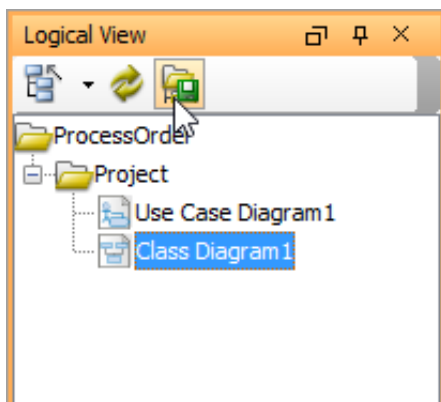 Logical View
ProcessOrder
Project
Use Case Diagram1
Class Diagram1